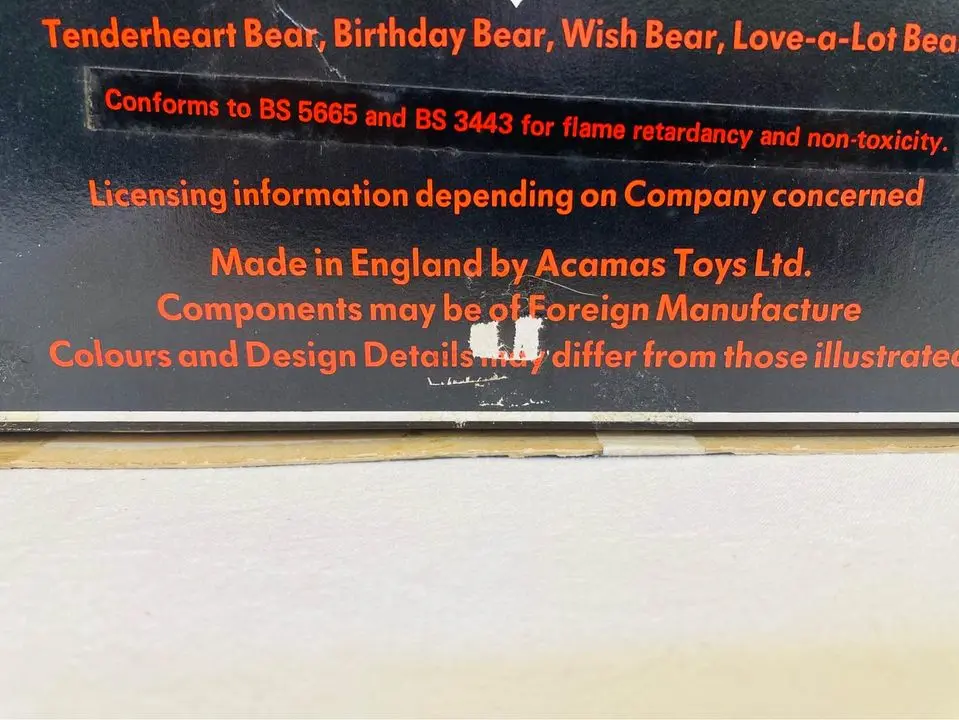 Tenderheart Bear, Birthday Bear, Wish Bear, Love-a-Lot Bea
Conforms to BS 5665 and BS 3443 for flame retardancy and non-toxicity.
Licensing information depending on Company concerned
Made in England by Acamas Toys Ltd.
Components may be of Foreign Manufacture
Colours and Design Details may differ from those illustrated